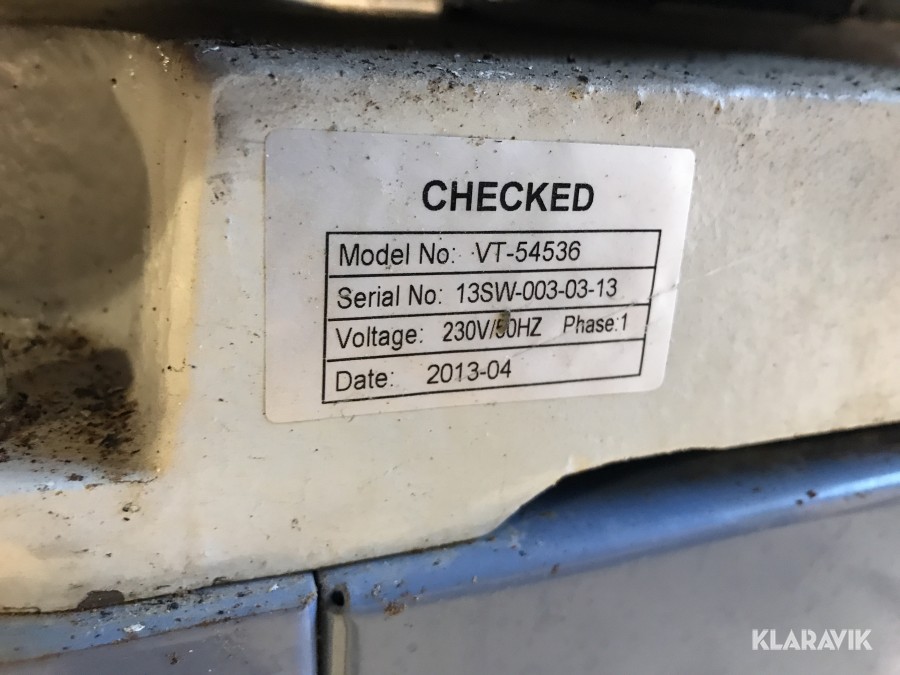 CHECKED
Model No: VT-54536
Serial No: 13SW-003-03-13
Voltage: 230V/50HZ Phase:1
Date: 2013-04
KLARAVIK